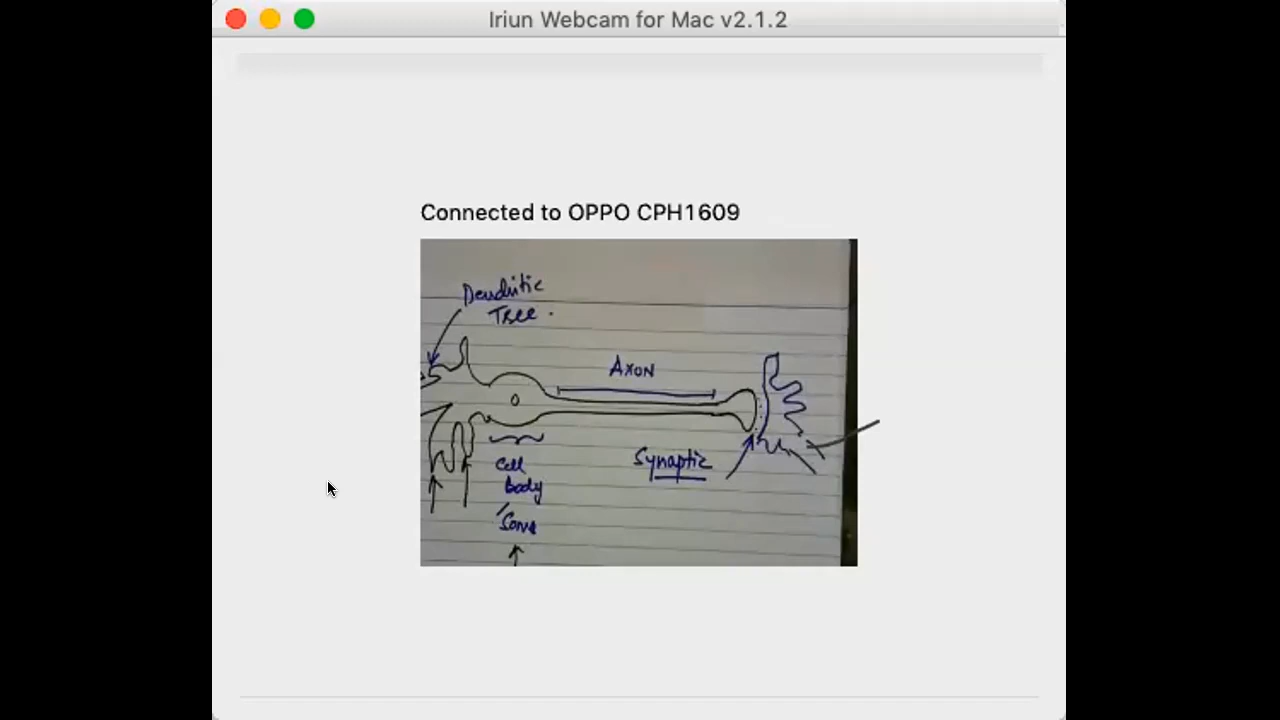 Iriun Webcam for Mac v2.1.2
Connected to OPPO CPH1609
Dendritic
Tree.
AXON
Synaptic
Cell
body
/Soma